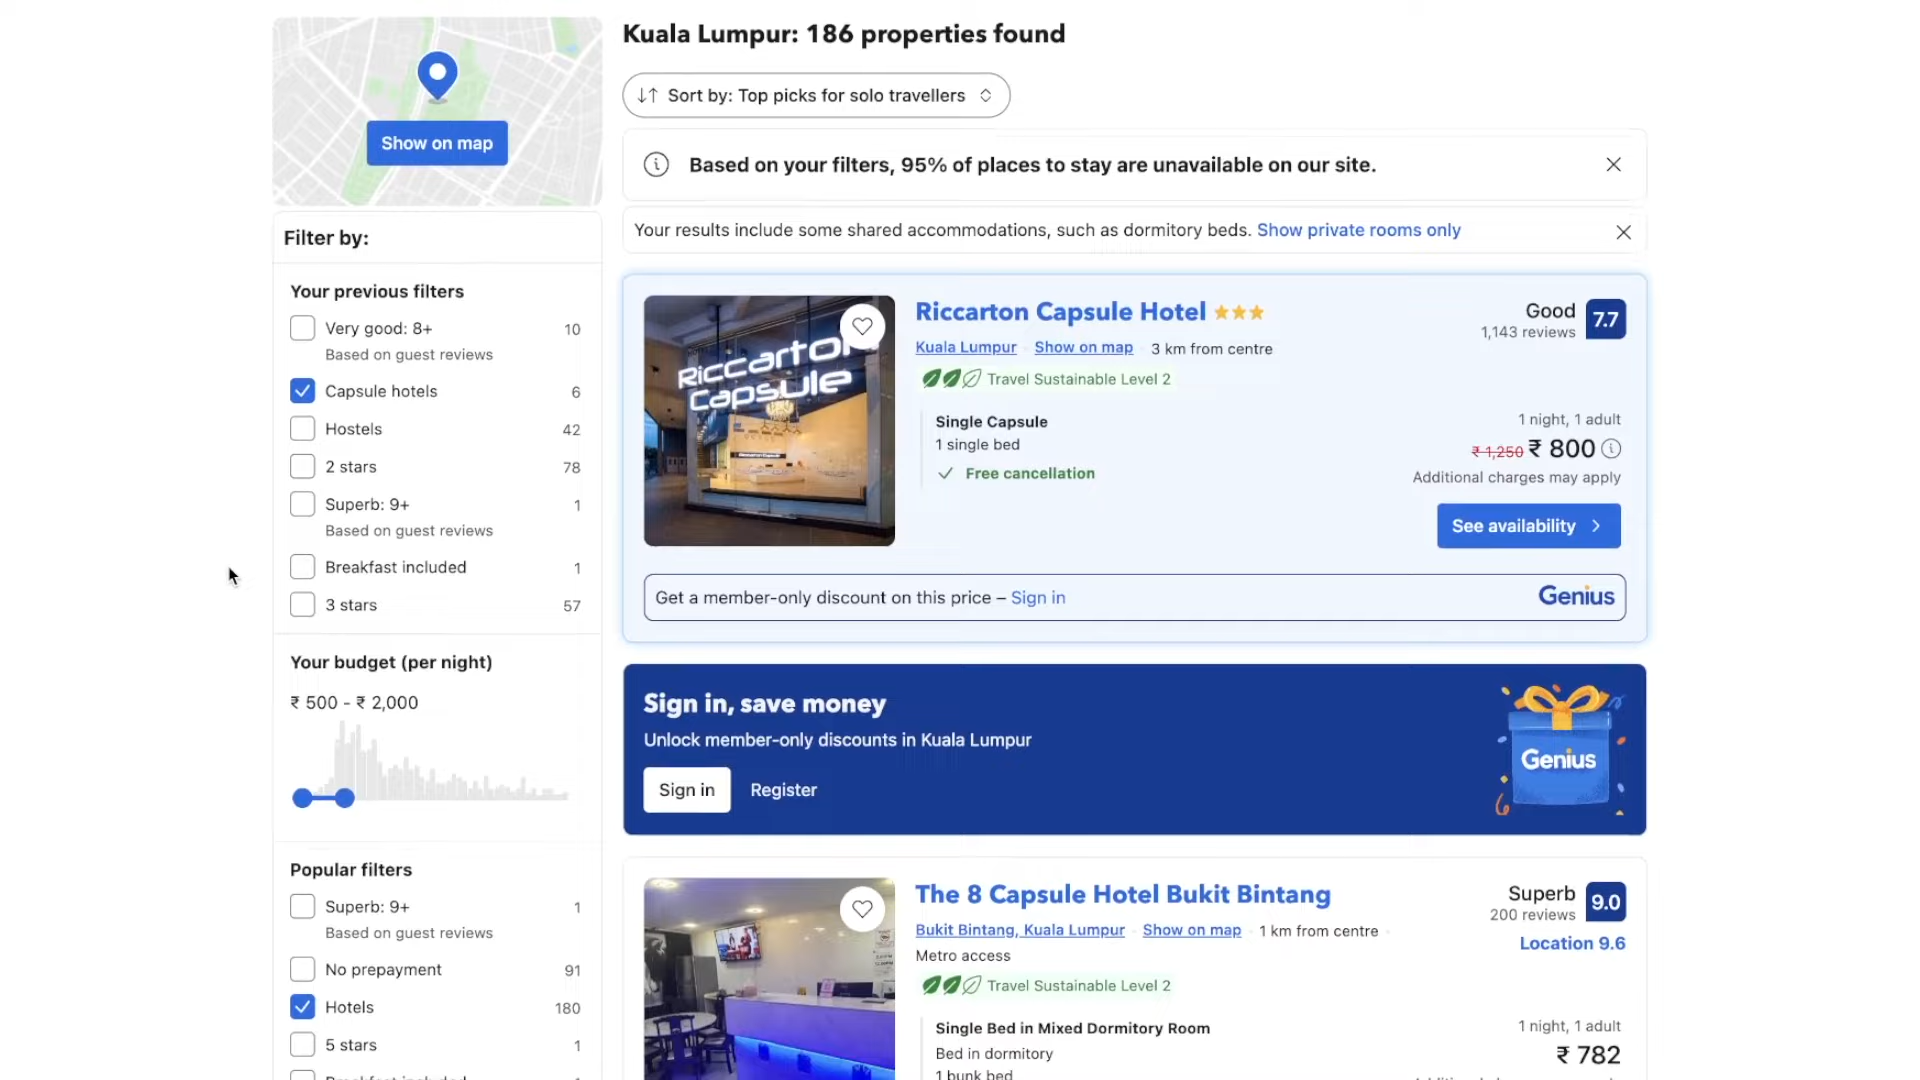 Show on map
Filter by:
Your previous filters
Very good: 8+ 10
Based on guest reviews
Capsule hotels 6
Hostels 42
2 stars 78
Superb: 9+ 1
Based on guest reviews
Breakfast included 1
3 stars 57
Your budget (per night)
₹ 500 - ₹ 2,000
Popular filters
Superb: 9+ 1
Based on guest reviews
No prepayment 91
Hotels 180
5 stars 1
Kuala Lumpur: 186 properties found
Sort by: Top picks for solo travellers
Based on your filters, 95% of places to stay are unavailable on our site.
Your results include some shared accommodations, such as dormitory beds. Show private rooms only
Riccarton
Capsule
Riccarton Capsule Hotel
Kuala Lumpur Show on map 3 km from centre
Travel Sustainable Level 2
Single Capsule
1 single bed
Free cancellation
Good 7.7
1,143 reviews
1 night, 1 adult
₹ 1,250 ₹ 800
Additional charges may apply
See availability
Get a member-only discount on this price – Sign in Genius
Sign in, save money
Unlock member-only discounts in Kuala Lumpur
Sign in Register
Genius
The 8 Capsule Hotel Bukit Bintang
Bukit Bintang, Kuala Lumpur Show on map 1 km from centre
Metro access
Travel Sustainable Level 2
Single Bed in Mixed Dormitory Room
Bed in dormitory
1 bunk bed
Superb 9.0
200 reviews
Location 9.6
1 night, 1 adult
₹ 782